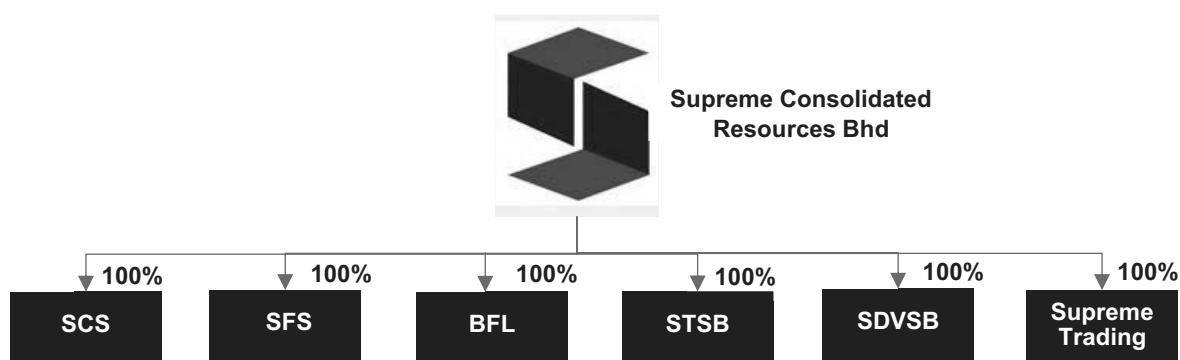 Supreme Consolidated
Resources Bhd
100%
100%
100%
100%
100%
100%
SCS
SFS
BFL
STSB
SDVSB
Supreme
Trading